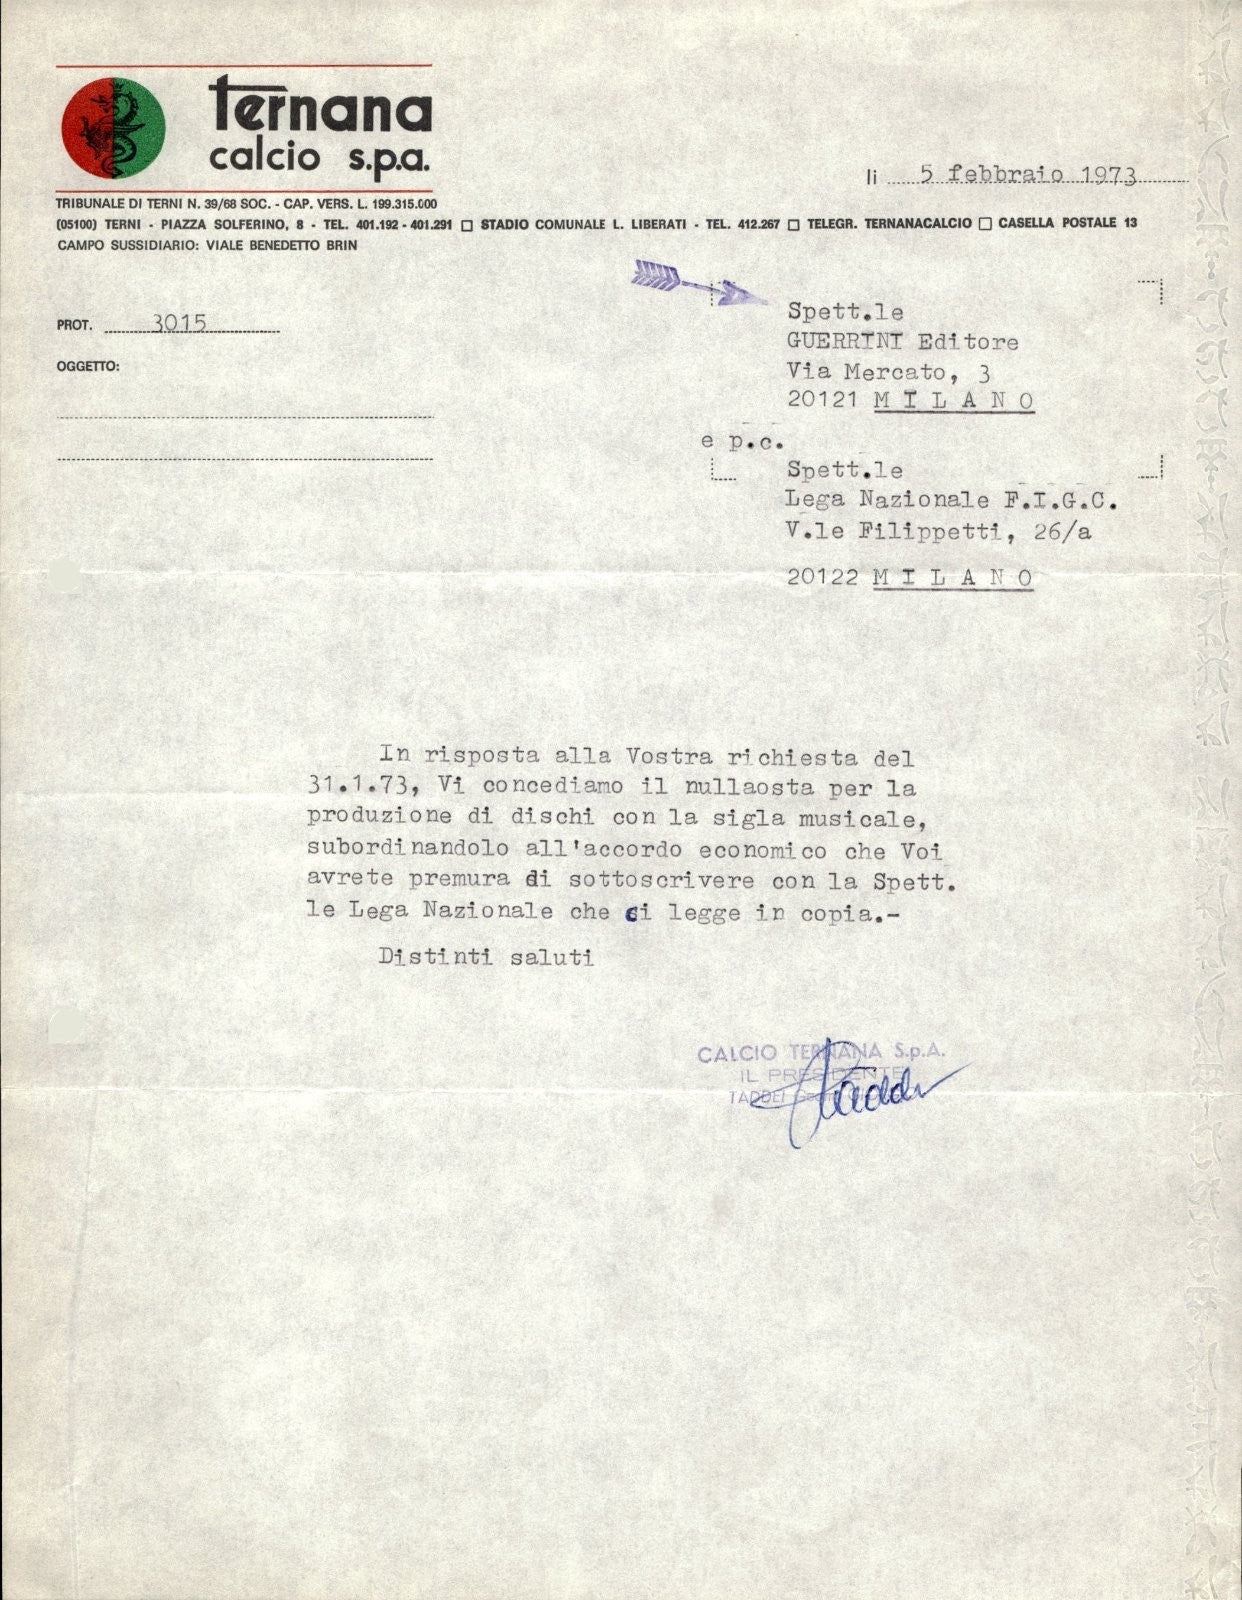 ternana
calcio s.p.a.
li 5 febbraio 1973
TRIBUNALE DI TERNI N. 39/68 SOC. - CAP. VERS. L. 199.315.000
(05100) TERNI - PIAZZA SOLFERINO, 8 - TEL. 401.192 - 401.291 □ STADIO COMUNALE L. LIBERATI - TEL. 412.267 □ TELEGR. TERNANACALCIO □ CASELLA POSTALE 13
CAMPO SUSSIDIARIO: VIALE BENEDETTO BRIN
PROT. 3015
OGGETTO:
Spett.le
GUERRINI Editore
Via Mercato, 3
20121 M I L A N O
e p.c.
Spett.le
Lega Nazionale F.I.G.C.
V.le Filippetti, 26/a
20122 M I L A N O
In risposta alla Vostra richiesta del
31.1.73, Vi concediamo il nullaosta per la
produzione di dischi con la sigla musicale,
subordinandolo all'accordo economico che Voi
avrete premura di sottoscrivere con la Spett.
le Lega Nazionale che ci legge in copia.-
Distinti saluti
CALCIO TERNANA S.p.A.
IL PRESIDENTE
TADDEI
Taddei